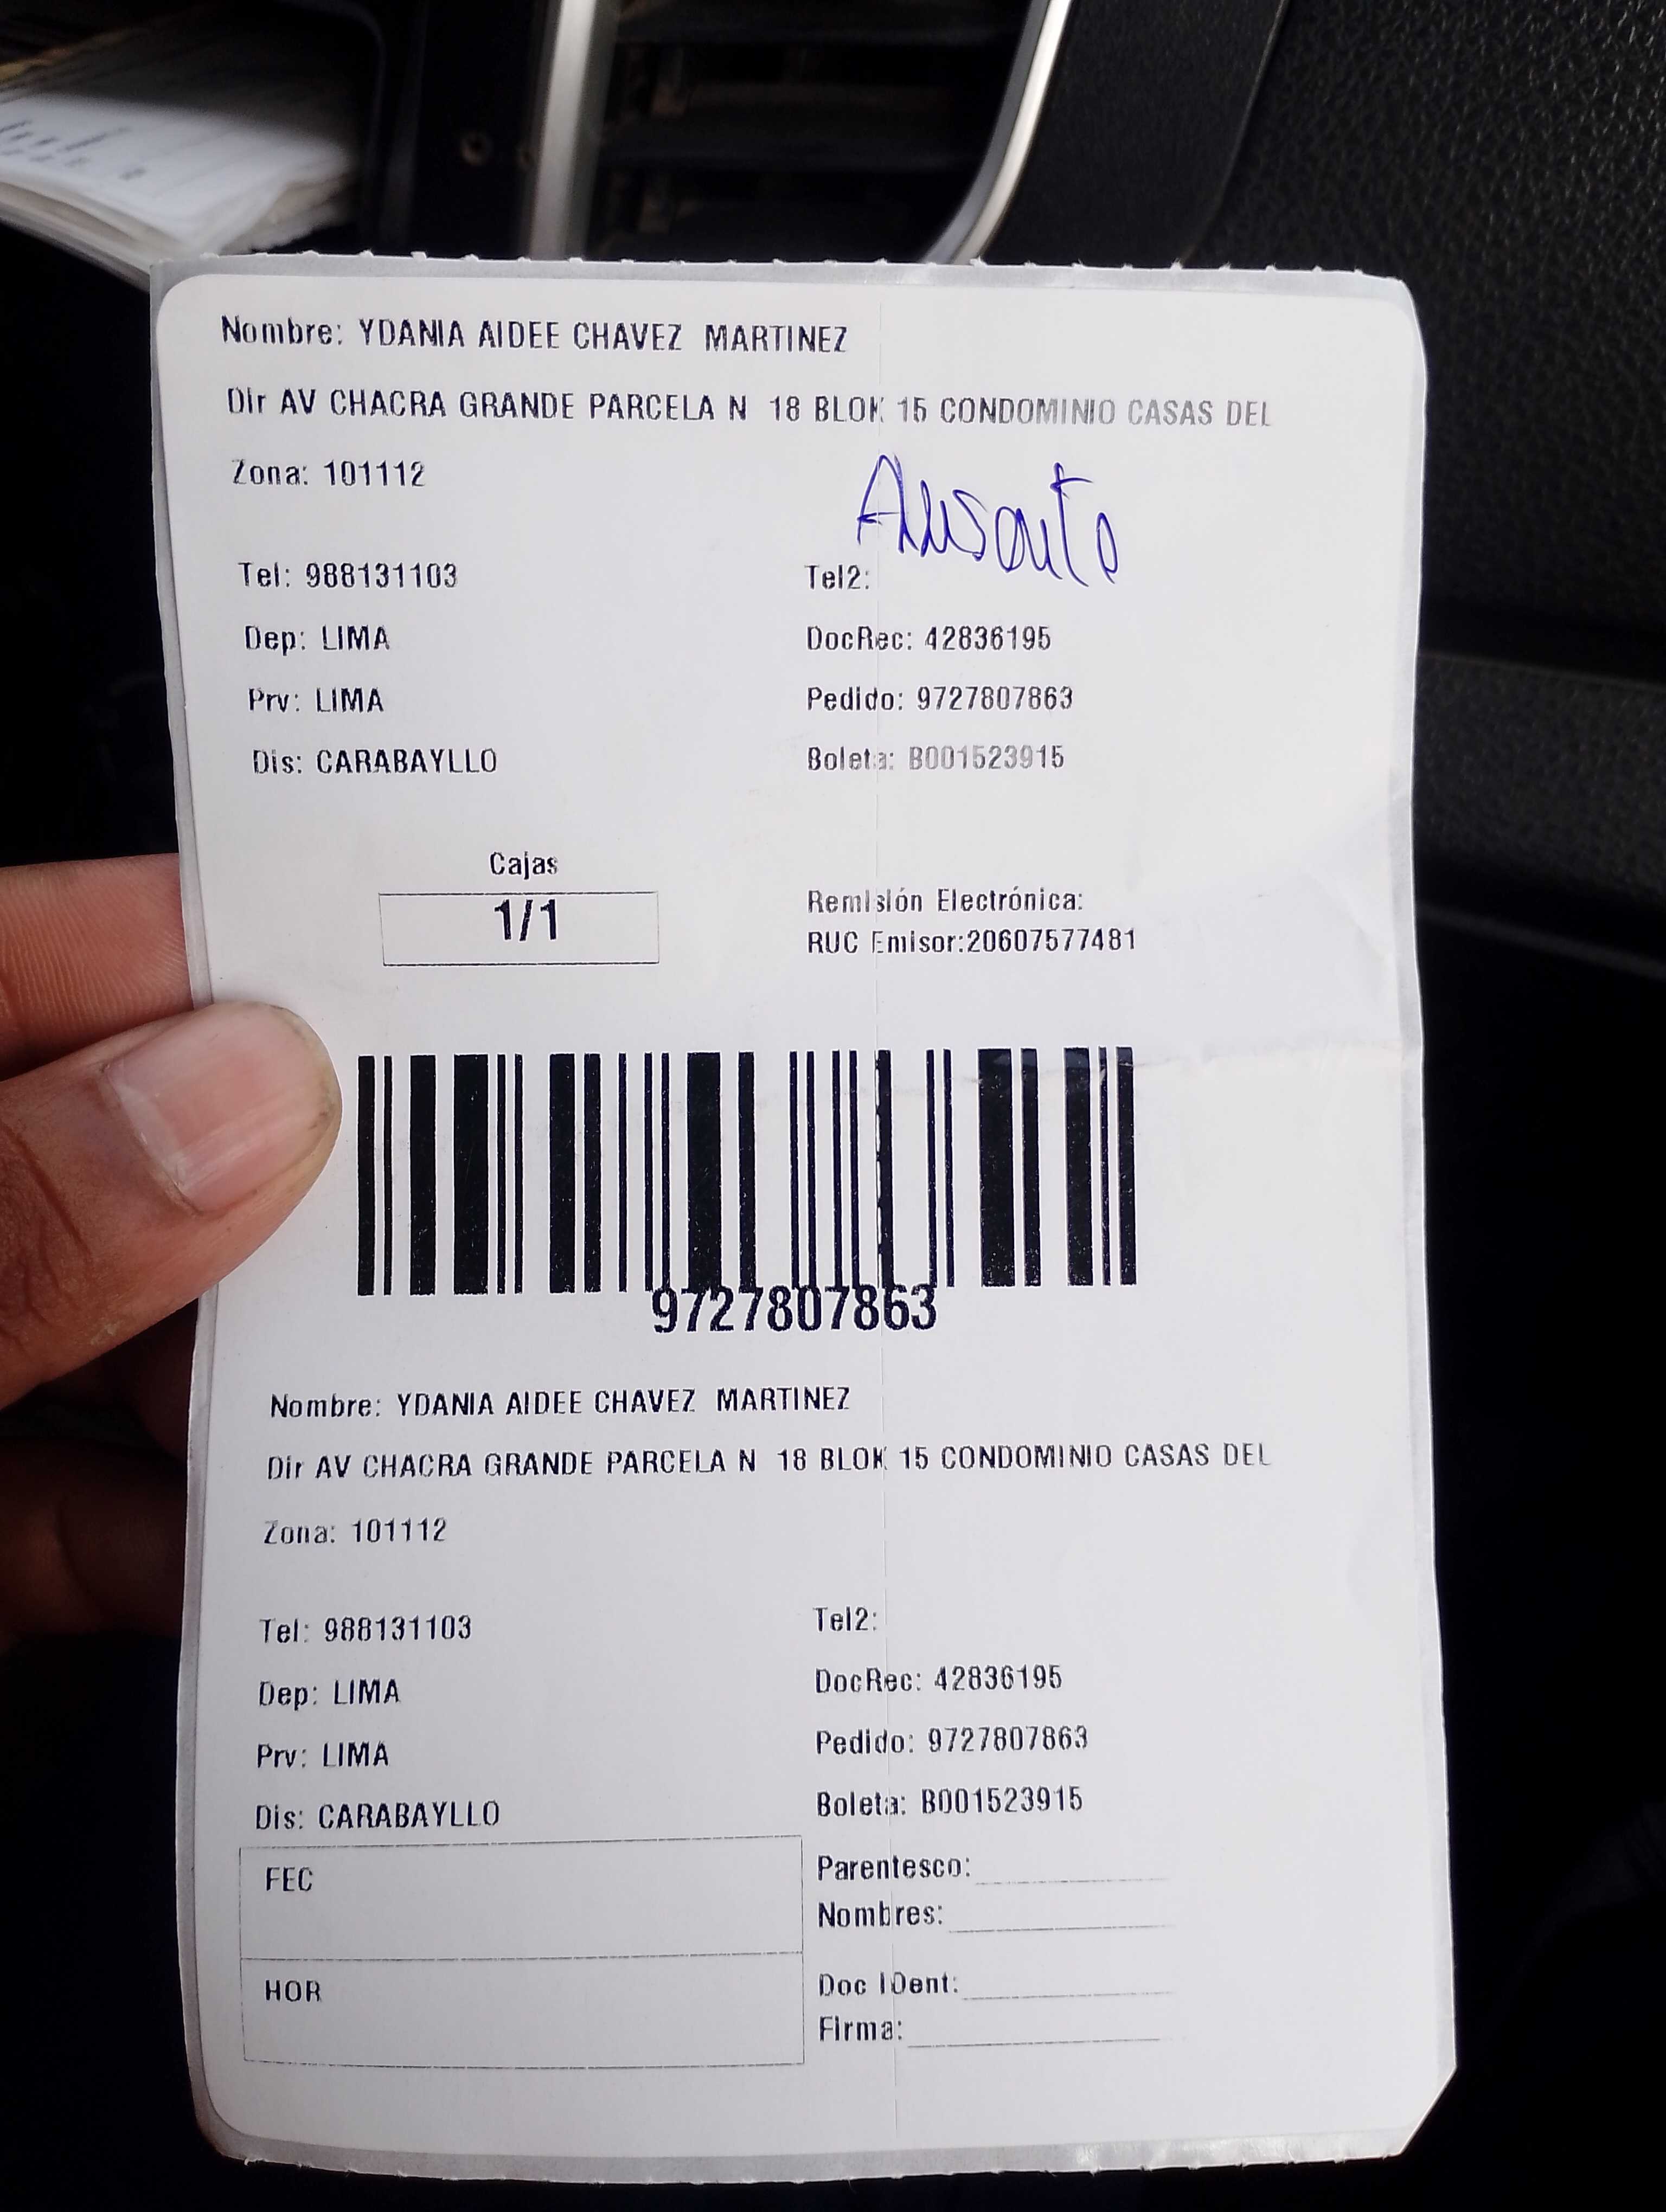 Nombre: YDANIA AIDEE CHAVEZ MARTINEZ
Dir AV CHACRA GRANDE PARCELA N 18 BLOK 15 CONDOMINIO CASAS DEL
Zona: 101112
Tel: 988131103
Tel2:
Dep: LIMA
DocRec: 42836195
Prv: LIMA
Pedido: 9727807863
Dis: CARABAYLLO
Boleta: B001523915
Cajas
1/1
Remisión Electrónica:
RUC Emisor:20607577481
9727807863
Nombre: YDANIA AIDEE CHAVEZ MARTINEZ
Dir AV CHACRA GRANDE PARCELA N 18 BLOK 15 CONDOMINIO CASAS DEL
Zona: 101112
Tel: 988131103
Tel2:
Dep: LIMA
DocRec: 42836195
Prv: LIMA
Pedido: 9727807863
Dis: CARABAYLLO
Boleta: B001523915
FEC
Parentesco:
Nombres:
HOR
Doc IDent:
Firma: